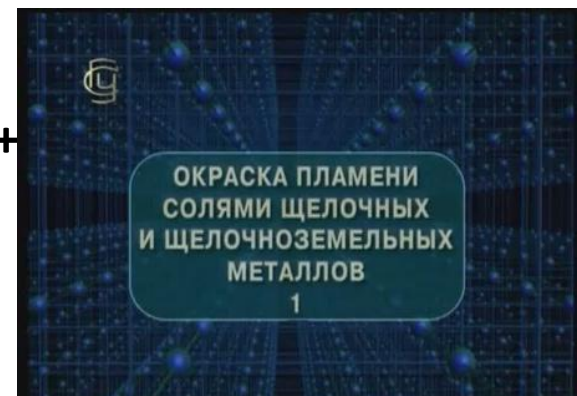 +
ОКРАСКА ПЛАМЕНИ
СОЛЯМИ ЩЕЛОЧНЫХ
И ЩЕЛОЧНОЗЕМЕЛЬНЫХ
МЕТАЛЛОВ
1